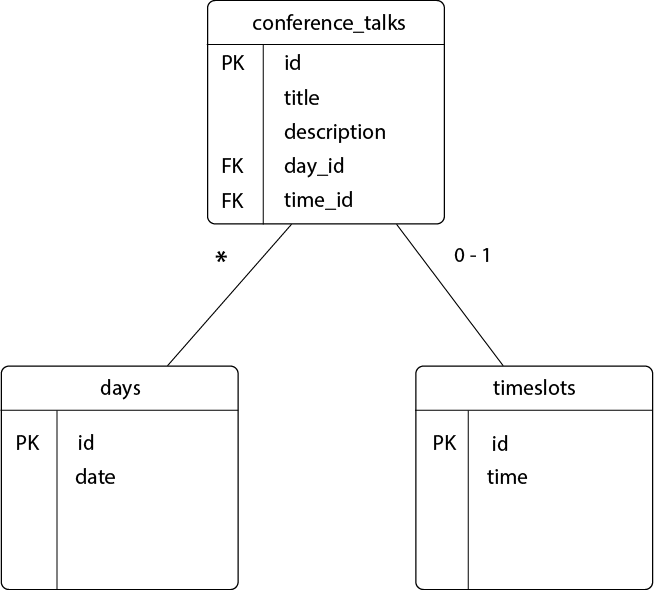 conference_talks
PK id
title
description
FK day_id
FK time_id
*
0 - 1
days
PK id
date
timeslots
PK id
time